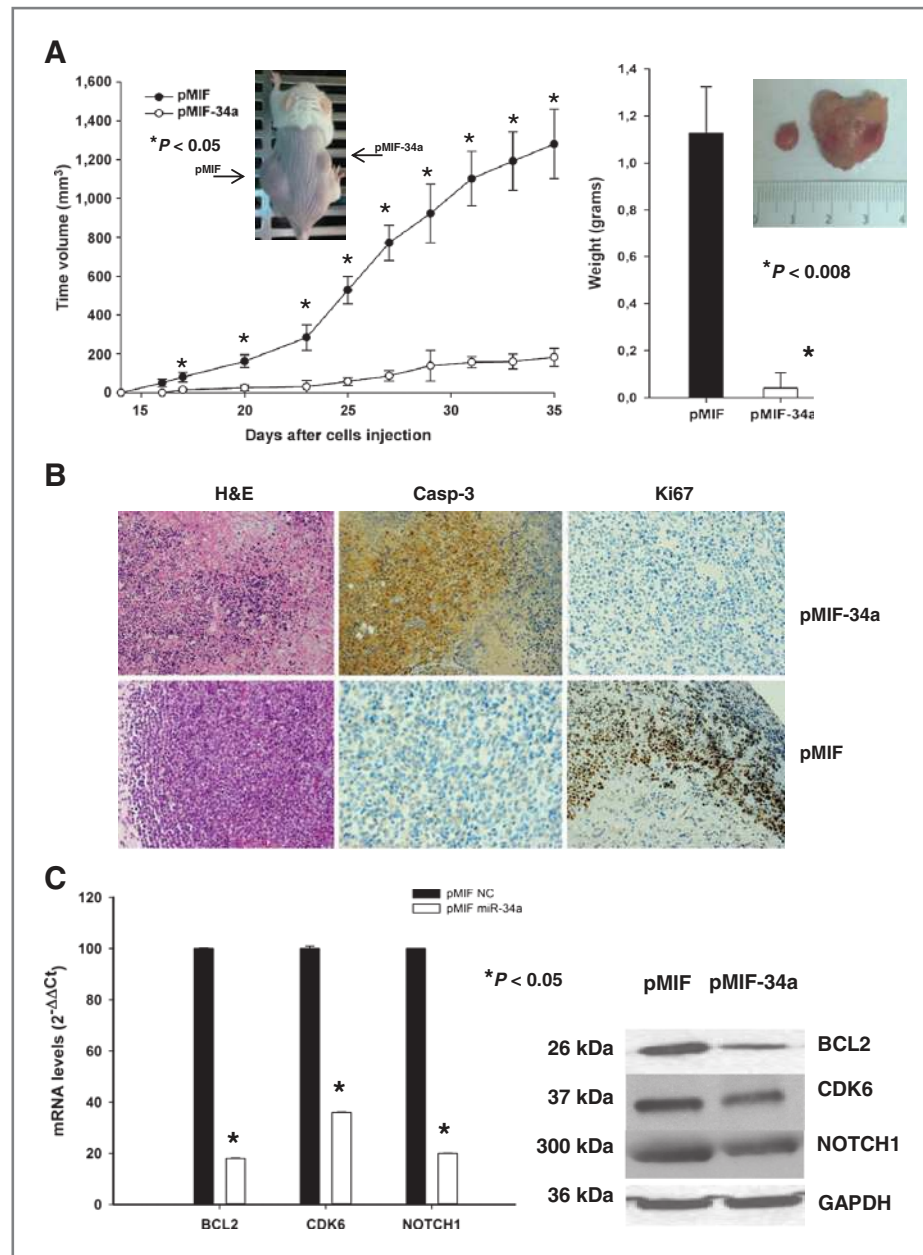 A
1,600
1,400
1,200
1,000
800
600
400
200
0
Time volume (mm³)
pMIF
pMIF-34a
*P < 0.05
pMIF
pMIF-34a
* * * * * * * * * *
15 20 25 30 35
Days after cells injection
1,4
1,2
1,0
0,8
0,6
0,4
0,2
0,0
Weight (grams)
0 1 2 3 4
*P < 0.008
*
pMIF pMIF-34a
B
H&E Casp-3 Ki67
pMIF-34a
pMIF
C
pMIF NC
pMIF miR-34a
120
100
80
60
40
20
0
mRNA levels (2^-ΔΔCt)
*P < 0.05
* * *
BCL2 CDK6 NOTCH1
pMIF pMIF-34a
26 kDa BCL2
37 kDa CDK6
300 kDa NOTCH1
36 kDa GAPDH